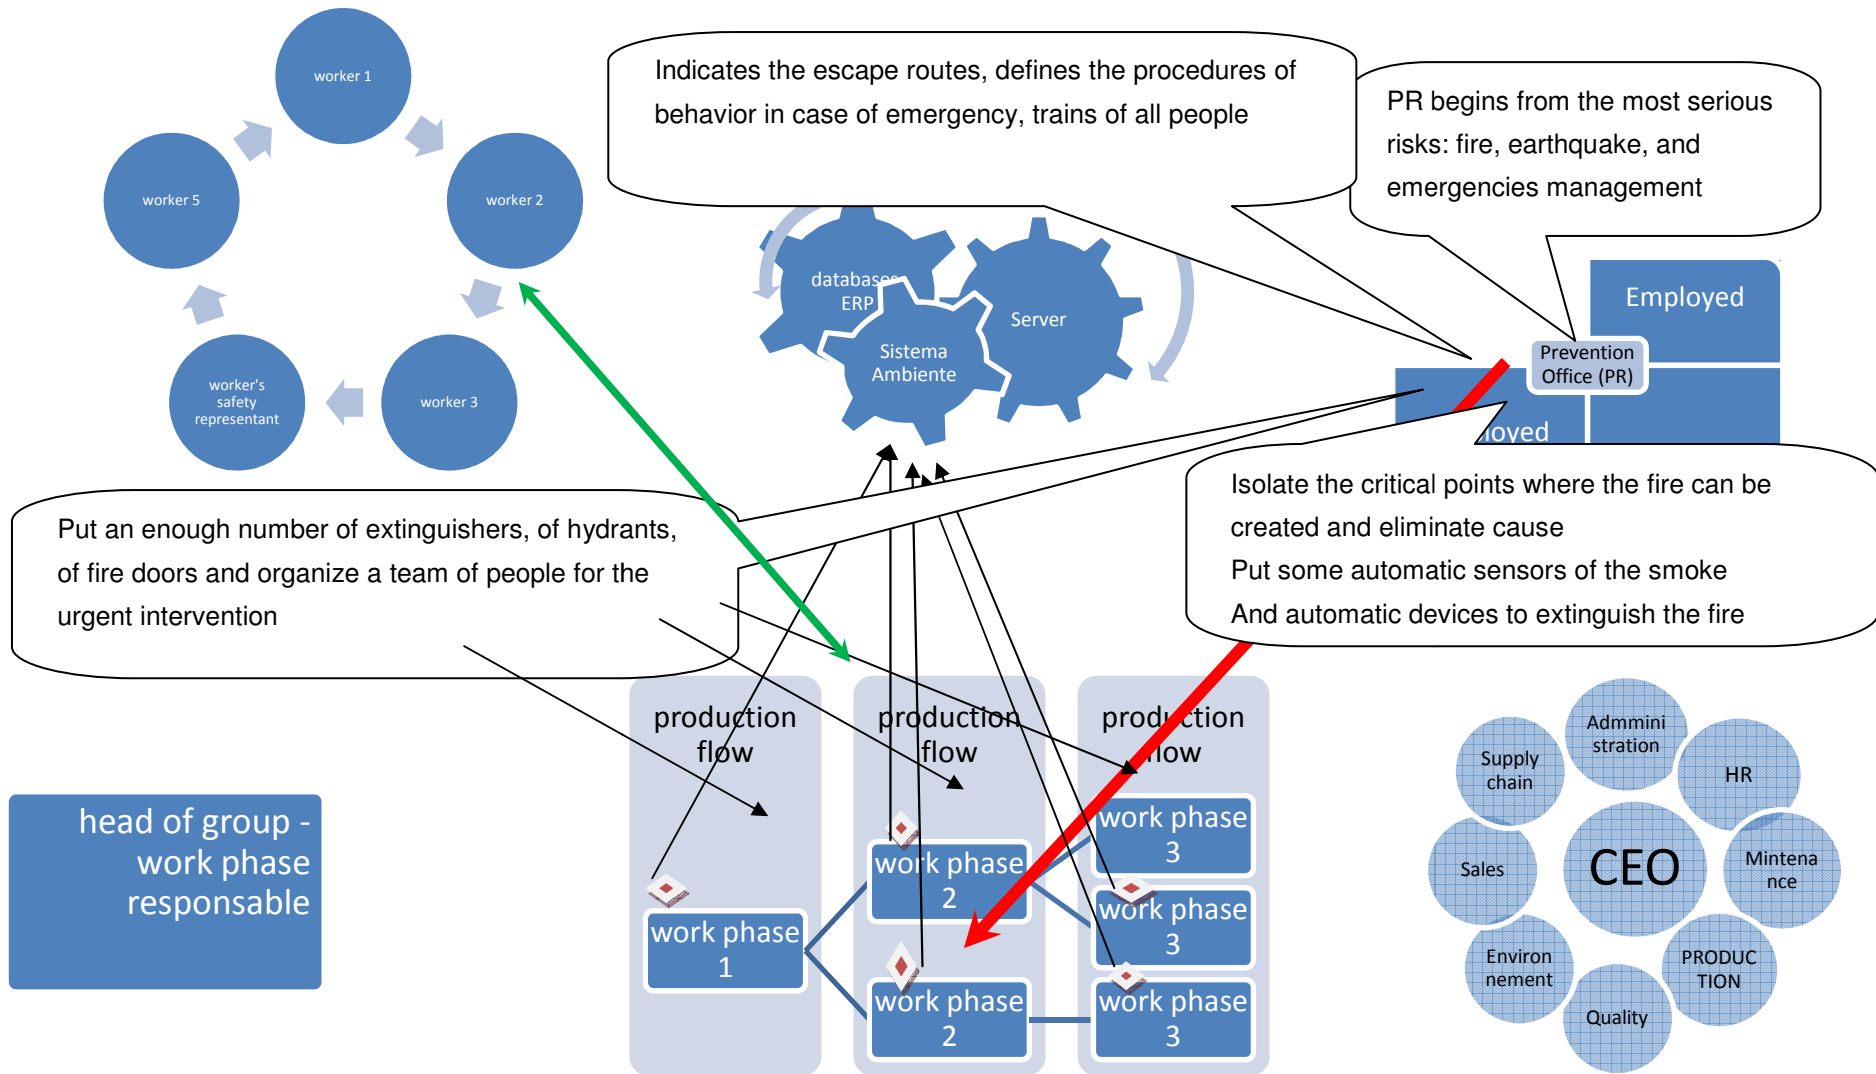 worker 1
worker 2
worker 3
worker's
safety
representant
worker 5
Indicates the escape routes, defines the procedures of
behavior in case of emergency, trains of all people
PR begins from the most serious
risks: fire, earthquake, and
emergencies management
databases
ERP
Server
Sistema
Ambiente
Employed
Prevention
Office (PR)
loyed
Put an enough number of extinguishers, of hydrants,
of fire doors and organize a team of people for the
urgent intervention
Isolate the critical points where the fire can be
created and eliminate cause
Put some automatic sensors of the smoke
And automatic devices to extinguish the fire
head of group -
work phase
responsable
production
flow
work phase
1
production
flow
work phase
2
work phase
2
production
flow
work phase
3
work phase
3
work phase
3
Admmini
stration
HR
Mintena
nce
PRODUC
TION
Quality
Environ
nement
Sales
Supply
chain
CEO